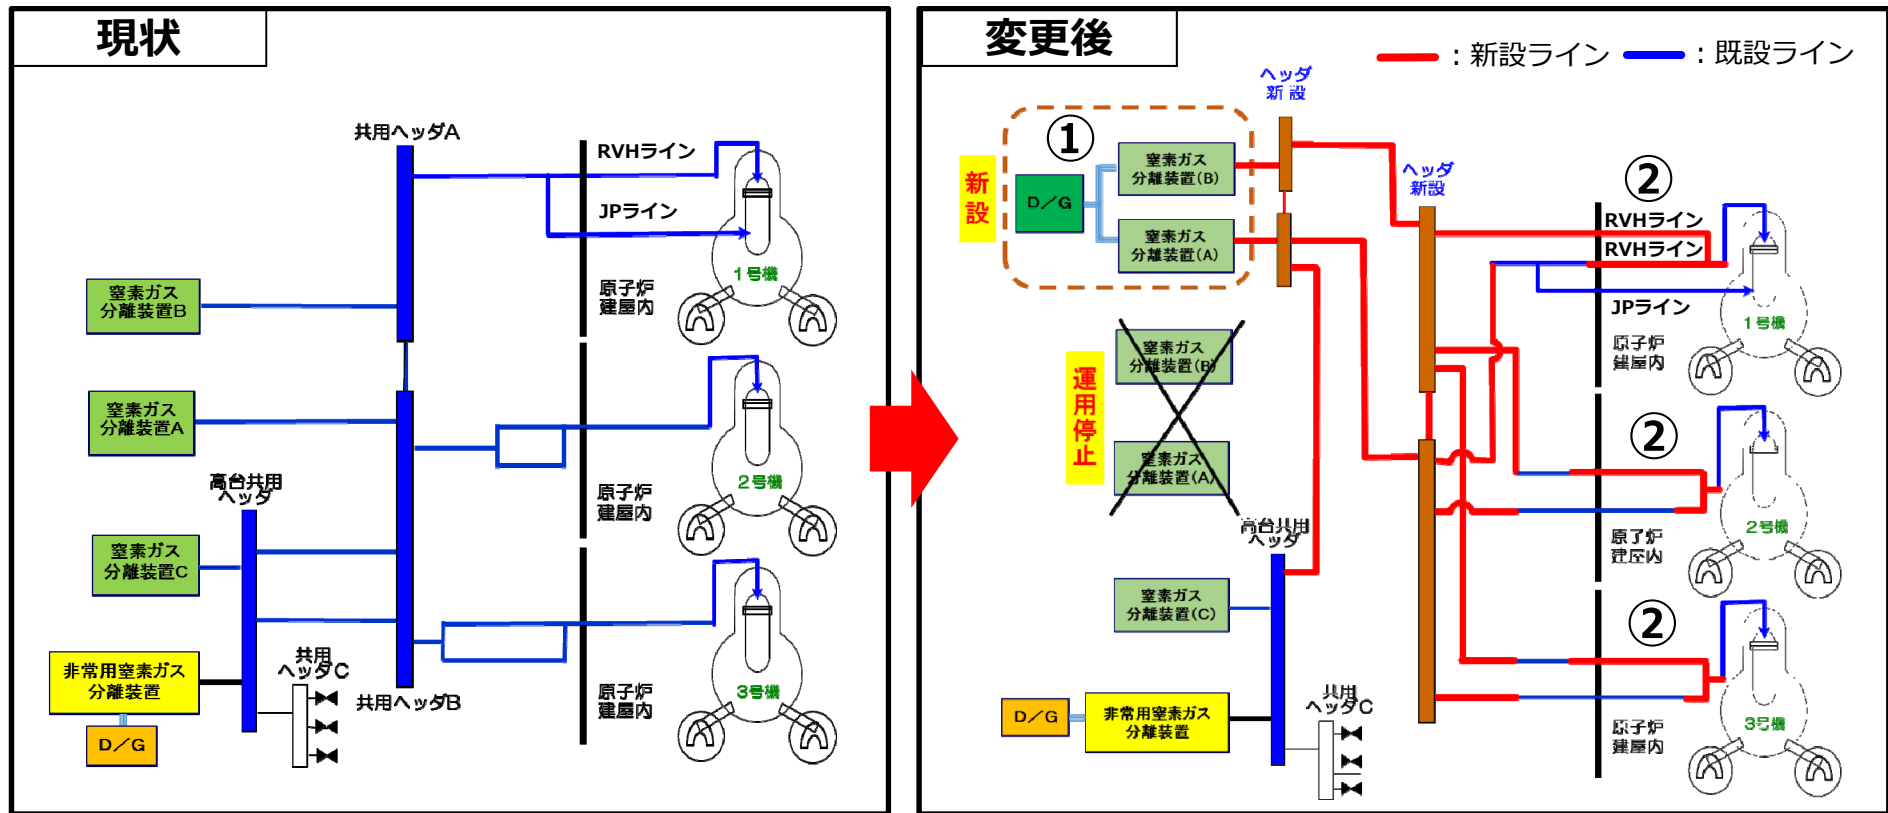 現状
共用ヘッダA
RVHライン
JPライン
1号機
原子炉
建屋内
窒素ガス
分離装置B
窒素ガス
分離装置A
2号機
原子炉
建屋内
高台共用
ヘッダ
窒素ガス
分離装置C
非常用窒素ガス
分離装置
D/G
共用
ヘッダC
共用ヘッダB
3号機
原子炉
建屋内
変更後
：新設ライン
：既設ライン
ヘッダ
新設
①
新設
D/G
窒素ガス
分離装置(B)
窒素ガス
分離装置(A)
ヘッダ
新設
②
RVHライン
RVHライン
JPライン
1号機
原子炉
建屋内
運用停止
窒素ガス
分離装置(B)
窒素ガス
分離装置(A)
②
2号機
原子炉
建屋内
高台共用
ヘッダ
窒素ガス
分離装置(C)
D/G
非常用窒素ガス
分離装置
共用
ヘッダC
②
3号機
原子炉
建屋内